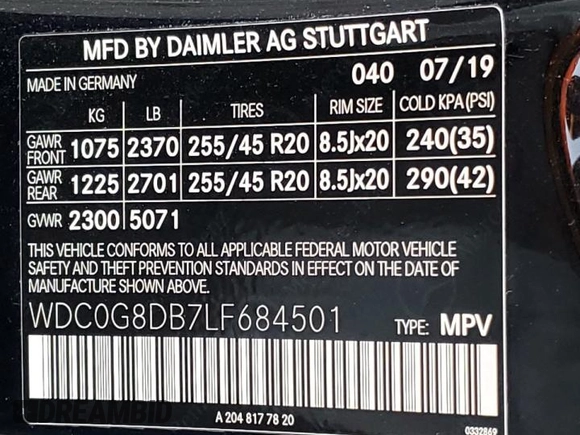 MFD BY DAIMLER AG STUTTGART
MADE IN GERMANY 040 07/19
KG LB TIRES RIM SIZE COLD KPA(PSI)
GAWR FRONT 1075 2370 255/45 R20 8.5Jx20 240(35)
GAWR REAR 1225 2701 255/45 R20 8.5Jx20 290(42)
GVWR 2300 5071
THIS VEHICLE CONFORMS TO ALL APPLICABLE FEDERAL MOTOR VEHICLE
SAFETY AND THEFT PREVENTION STANDARDS IN EFFECT ON THE DATE OF
MANUFACTURE SHOWN ABOVE.
WDC0G8DB7LF684501 TYPE: MPV
A 204 817 78 20 0332869
DREAMBID